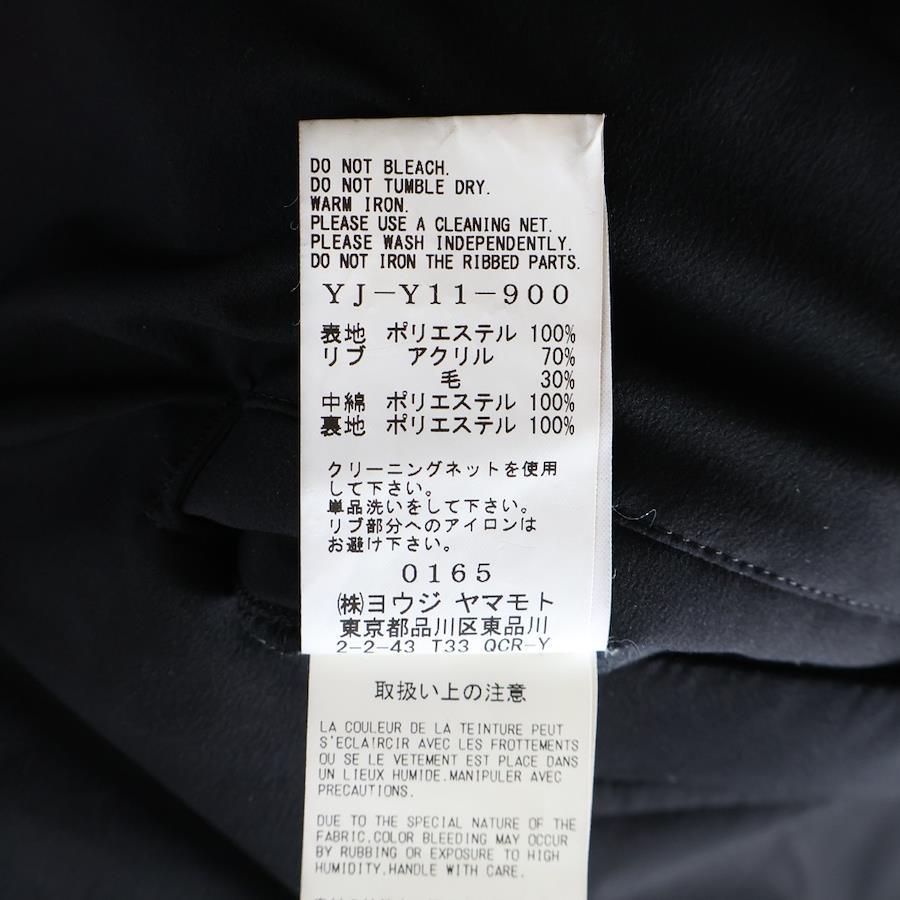 DO NOT BLEACH.
DO NOT TUMBLE DRY.
WARM IRON.
PLEASE USE A CLEANING NET.
PLEASE WASH INDEPENDENTLY.
DO NOT IRON THE RIBBED PARTS.
YJ-Y11-900
表地 ポリエステル 100%
リブ アクリル 70%
毛 30%
中綿 ポリエステル 100%
裏地 ポリエステル 100%
クリーニングネットを使用
して下さい。
単品洗いをして下さい。
リブ部分へのアイロンは
お避け下さい。
0165
㈱ヨウジ ヤマモト
東京都品川区東品川
2-2-43 T33 QCR-Y
取扱い上の注意
LA COULEUR DE LA TEINTURE PEUT
S'ECLAIRCIR AVEC LES FROTTEMENTS
OU SE LE VETEMENT EST PLACE DANS
UN LIEUX HUMIDE.MANIPULER AVEC
PRECAUTIONS.
DUE TO THE SPECIAL NATURE OF THE
FABRIC,COLOR BLEEDING MAY OCCUR
BY RUBBING OR EXPOSURE TO HIGH
HUMIDITY.HANDLE WITH CARE.